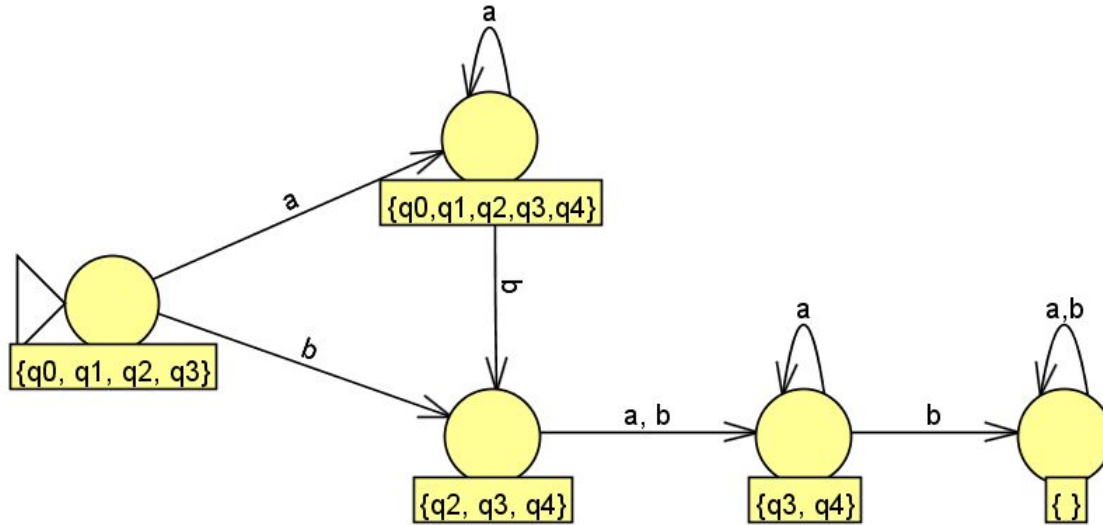 a
a
{q0,q1,q2,q3,q4}
b
{q0, q1, q2, q3}
b
a
a,b
a, b
b
{q2, q3, q4}
{q3, q4}
{ }